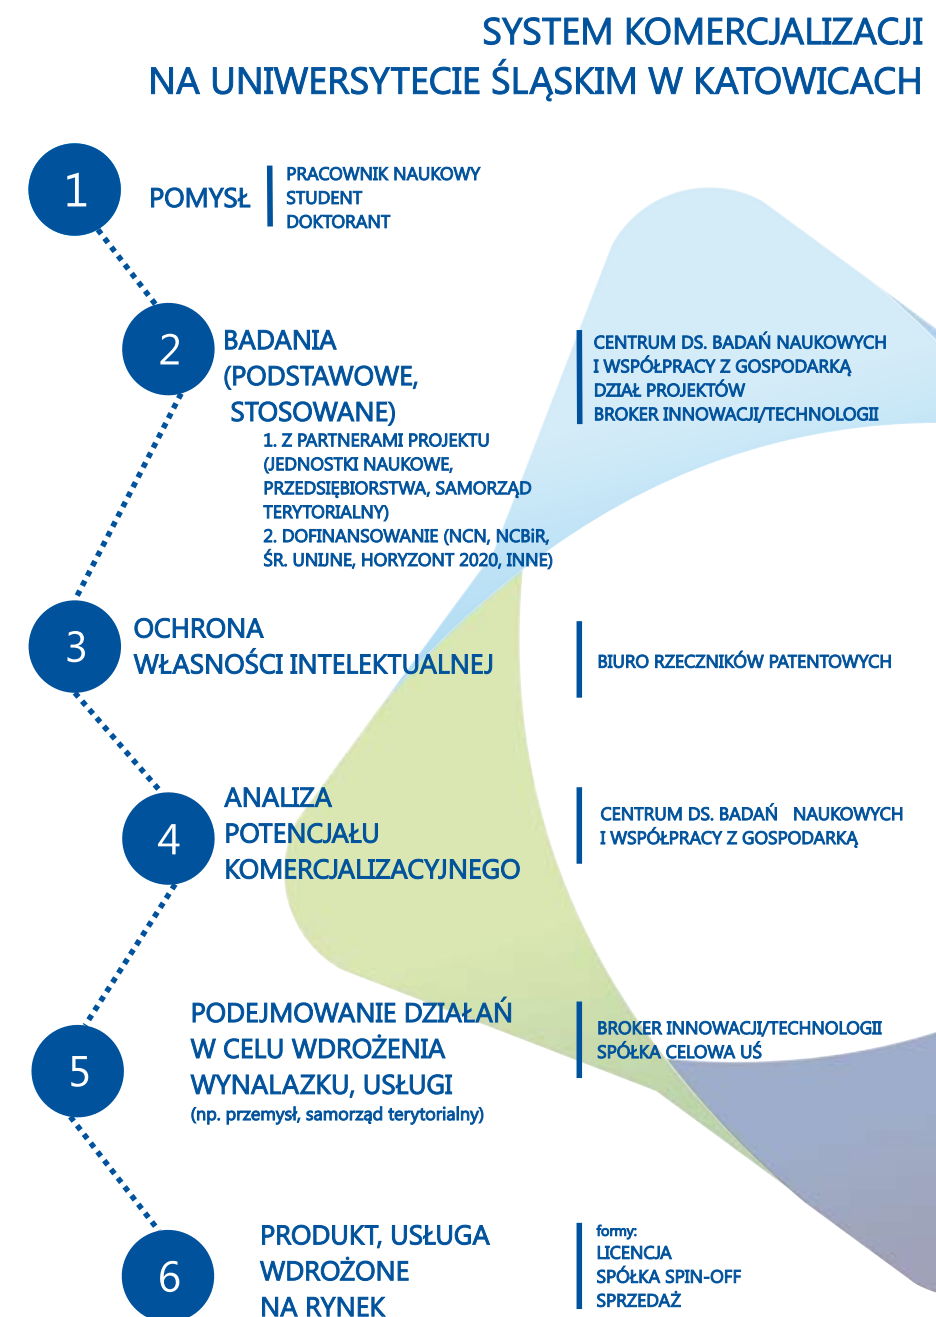 SYSTEM KOMERCJALIZACJI
NA UNIWERSYTECIE ŚLĄSKIM W KATOWICACH
1
POMYSŁ
PRACOWNIK NAUKOWY
STUDENT
DOKTORANT
2
BADANIA
(PODSTAWOWE,
STOSOWANE)
1. Z PARTNERAMI PROJEKTU
(JEDNOSTKI NAUKOWE,
PRZEDSIĘBIORSTWA, SAMORZĄD
TERYTORIALNY)
2. DOFINANSOWANIE (NCN, NCBiR,
ŚR. UNIJNE, HORYZONT 2020, INNE)
CENTRUM DS. BADAŃ NAUKOWYCH
I WSPÓŁPRACY Z GOSPODARKĄ
DZIAŁ PROJEKTÓW
BROKER INNOWACJI/TECHNOLOGII
3
OCHRONA
WŁASNOŚCI INTELEKTUALNEJ
BIURO RZECZNIKÓW PATENTOWYCH
4
ANALIZA
POTENCJAŁU
KOMERCJALIZACYJNEGO
CENTRUM DS. BADAŃ NAUKOWYCH
I WSPÓŁPRACY Z GOSPODARKĄ
5
PODEJMOWANIE DZIAŁAŃ
W CELU WDROŻENIA
WYNALAZKU, USŁUGI
(np. przemysł, samorząd terytorialny)
BROKER INNOWACJI/TECHNOLOGII
SPÓŁKA CELOWA UŚ
6
PRODUKT, USŁUGA
WDROŻONE
NA RYNEK
formy:
LICENCJA
SPÓŁKA SPIN-OFF
SPRZEDAŻ